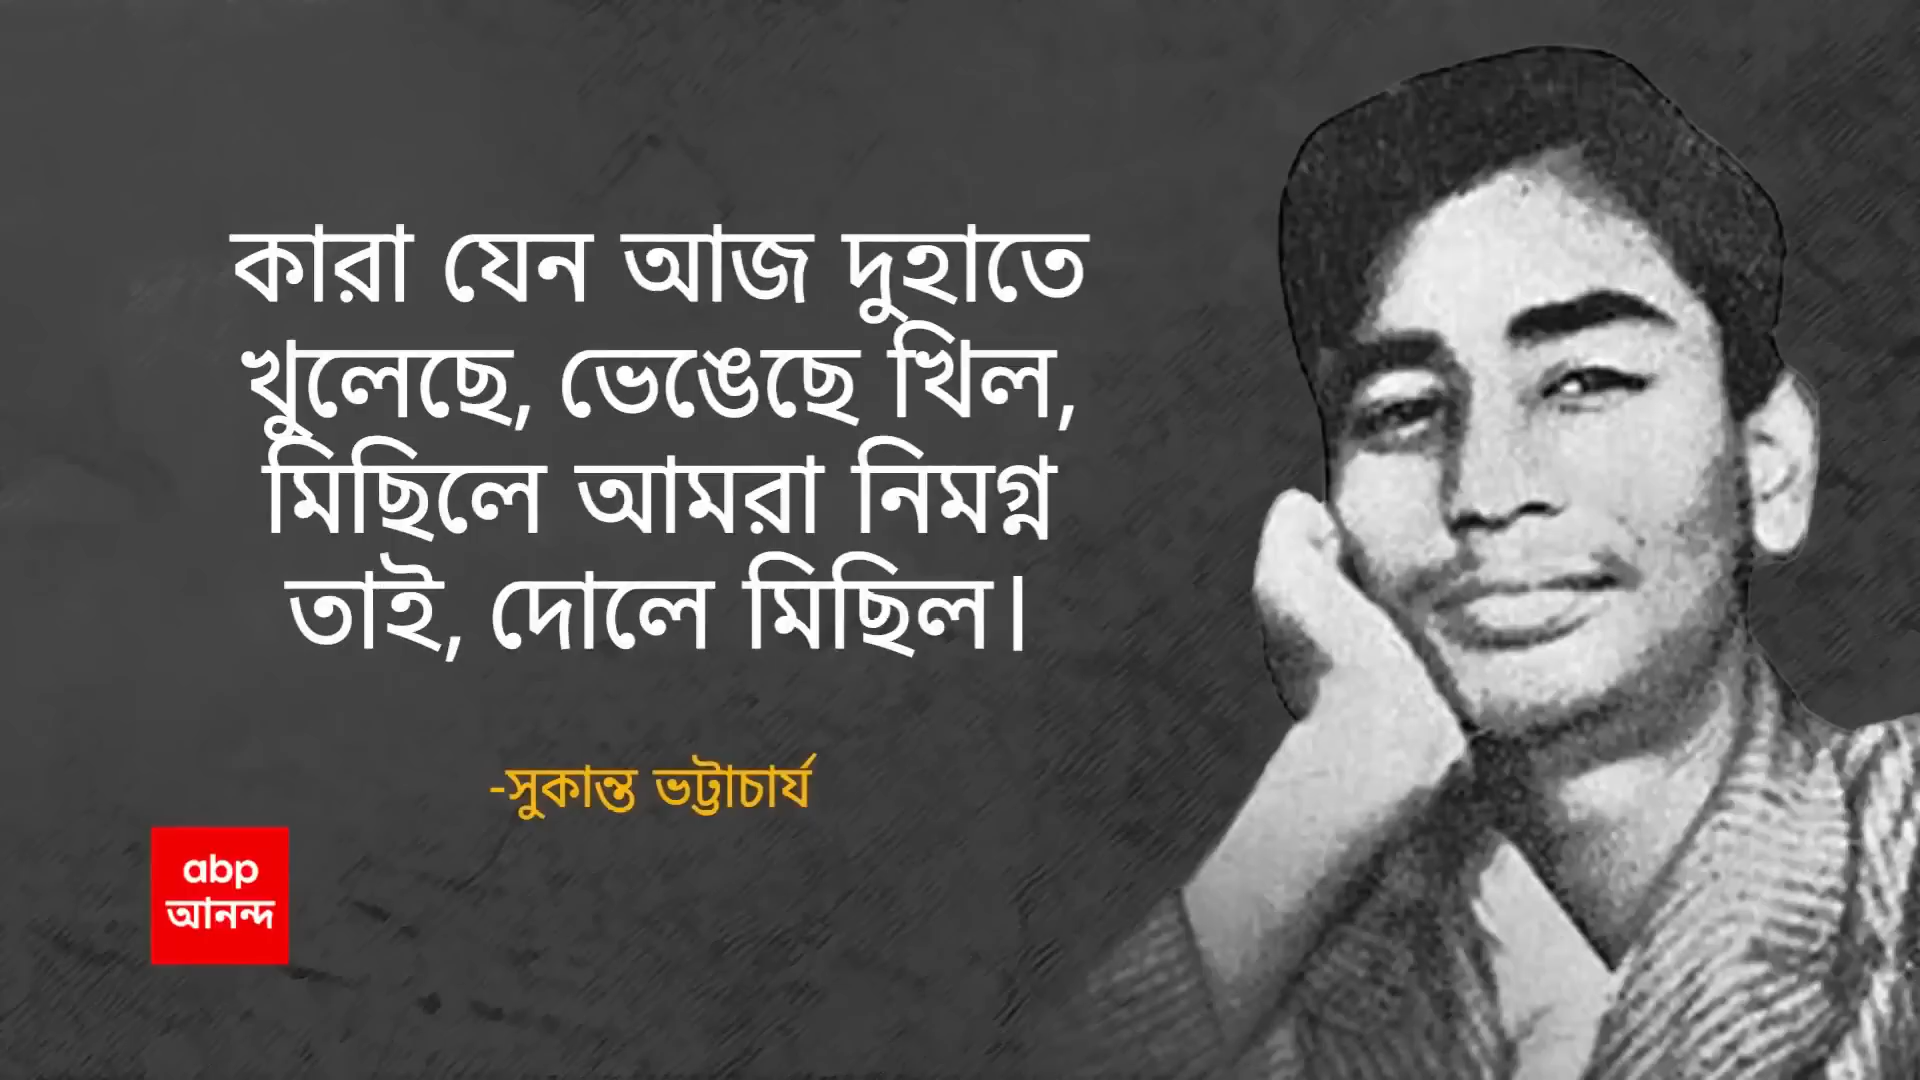 কারা যেন আজ দুহাতে
খুলেছে, ভেঙেছে খিল,
মিছিলে আমরা নিমগ্ন
তাই, দোলে মিছিল।
-সুকান্ত ভট্টাচার্য
abp
আনন্দ